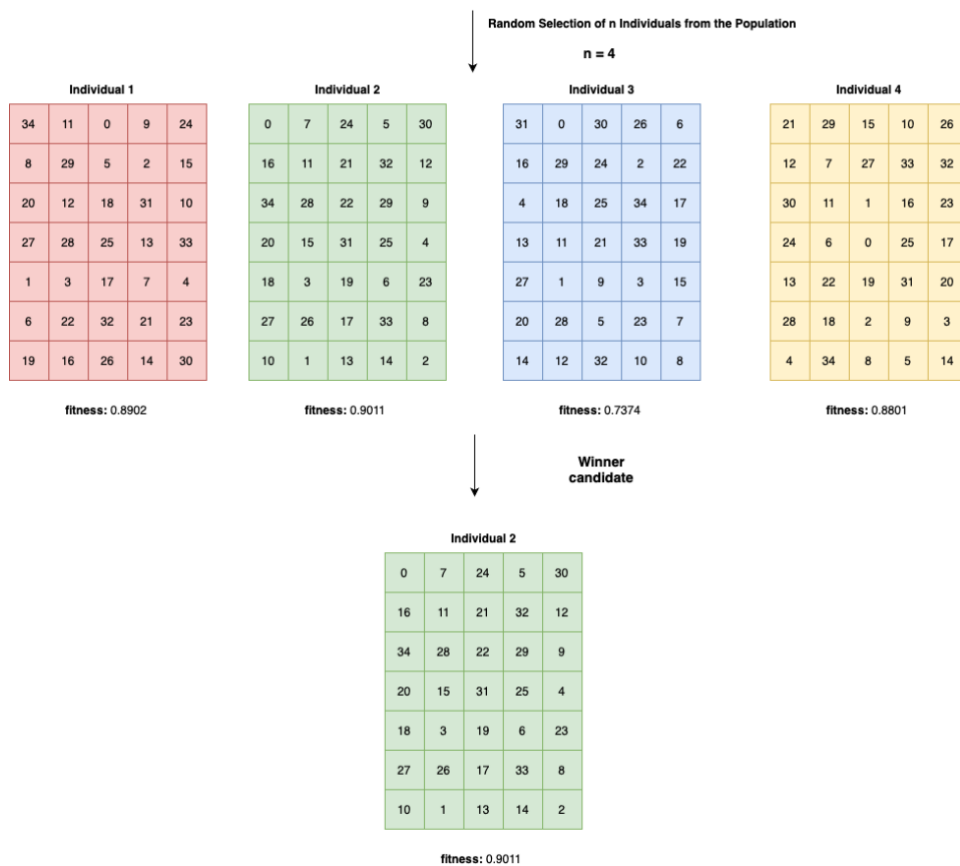 Random Selection of n Individuals from the Population
n = 4
Individual 1
34 11 0 9 24
8 29 5 2 15
20 12 18 31 10
27 28 25 13 33
1 3 17 7 4
6 22 32 21 23
19 16 26 14 30
fitness: 0.8902
Individual 2
0 7 24 5 30
16 11 21 32 12
34 28 22 29 9
20 15 31 25 4
18 3 19 6 23
27 26 17 33 8
10 1 13 14 2
fitness: 0.9011
Individual 3
31 0 30 26 6
16 29 24 2 22
4 18 25 34 17
13 11 21 33 19
27 1 9 3 15
20 28 5 23 7
14 12 32 10 8
fitness: 0.7374
Individual 4
21 29 15 10 26
12 7 27 33 32
30 11 1 16 23
24 6 0 25 17
13 22 19 31 20
28 18 2 9 3
4 34 8 5 14
fitness: 0.8801
Winner
candidate
Individual 2
0 7 24 5 30
16 11 21 32 12
34 28 22 29 9
20 15 31 25 4
18 3 19 6 23
27 26 17 33 8
10 1 13 14 2
fitness: 0.9011